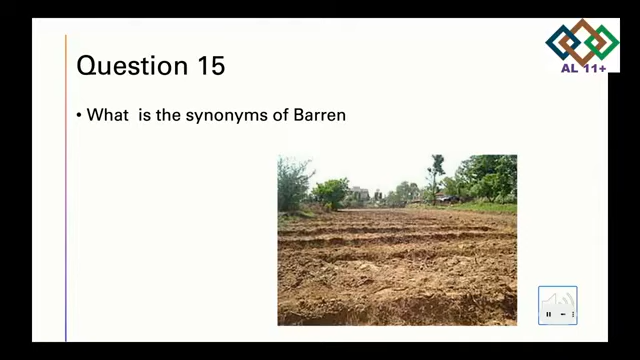 AL 11+
Question 15
• What  is the synonyms of Barren